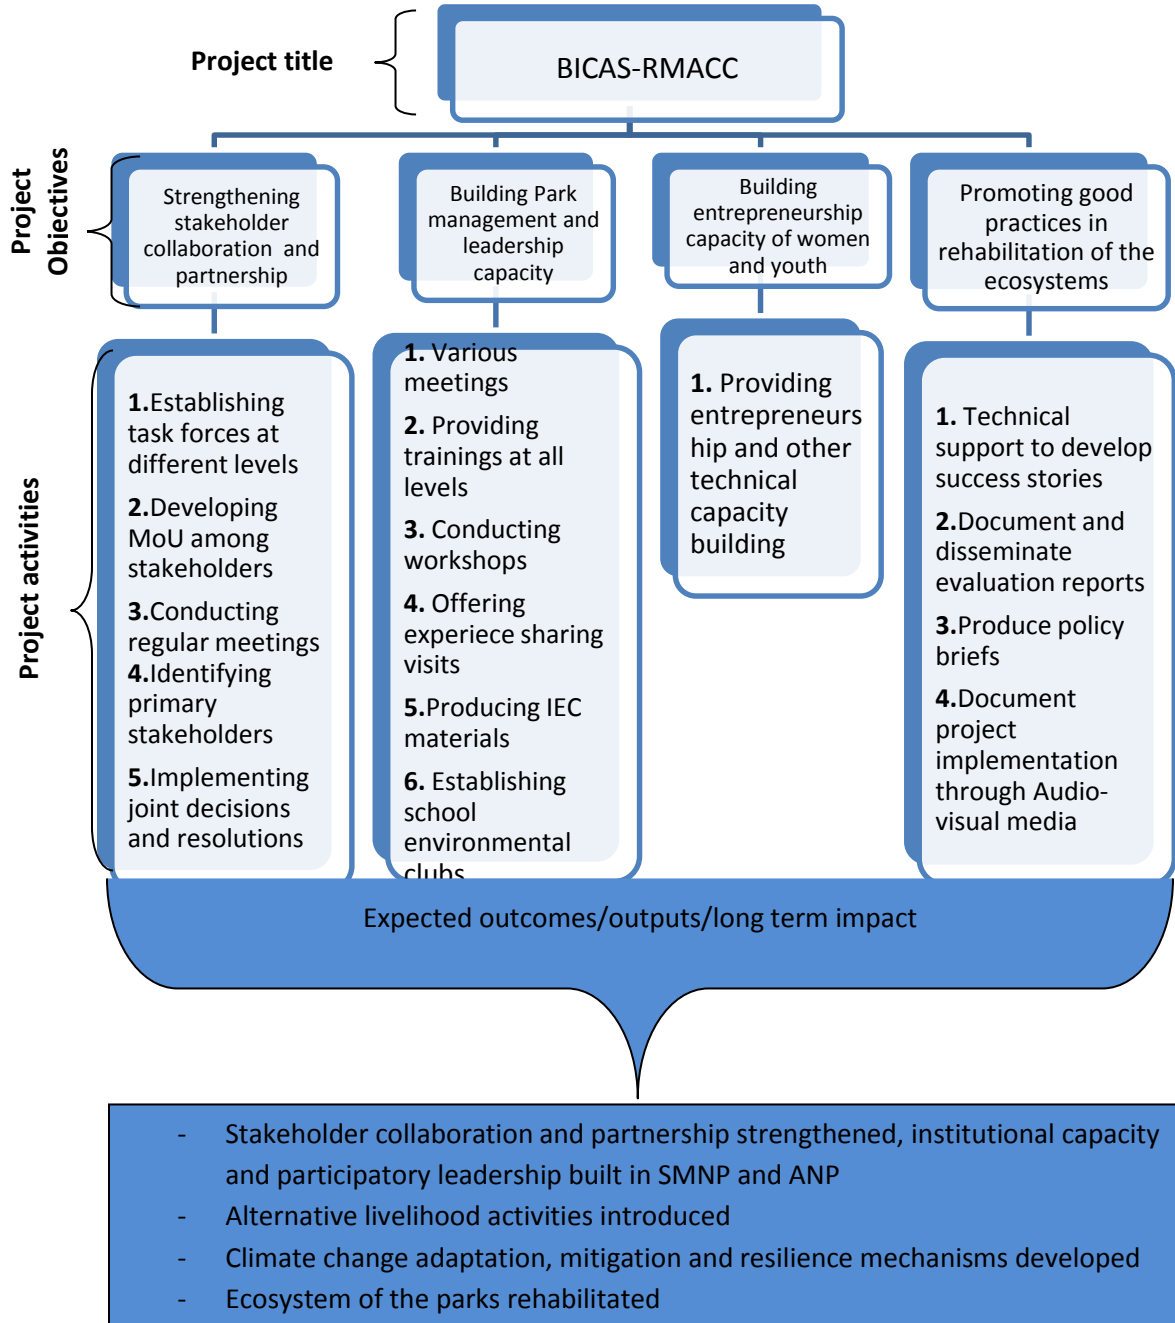 Project title
BICAS-RMACC
Project
Obiectives
Strengthening
stakeholder
collaboration and
partnership
Building Park
management and
leadership
capacity
Building
entrepreneurship
capacity of women
and youth
Promoting good
practices in
rehabilitation of the
ecosystems
Project activities
1.Establishing
task forces at
different levels
2.Developing
MoU among
stakeholders
3.Conducting
regular meetings
4.Identifying
primary
stakeholders
5.Implementing
joint decisions
and resolutions
1. Various
meetings
2. Providing
trainings at all
levels
3. Conducting
workshops
4. Offering
experiece sharing
visits
5.Producing IEC
materials
6. Establishing
school
environmental
clubs
1. Providing
entrepreneurs
hip and other
technical
capacity
building
1. Technical
support to develop
success stories
2.Document and
disseminate
evaluation reports
3.Produce policy
briefs
4.Document
project
implementation
through Audio-
visual media
Expected outcomes/outputs/long term impact
- Stakeholder collaboration and partnership strengthened, institutional capacity
and participatory leadership built in SMNP and ANP
- Alternative livelihood activities introduced
- Climate change adaptation, mitigation and resilience mechanisms developed
- Ecosystem of the parks rehabilitated